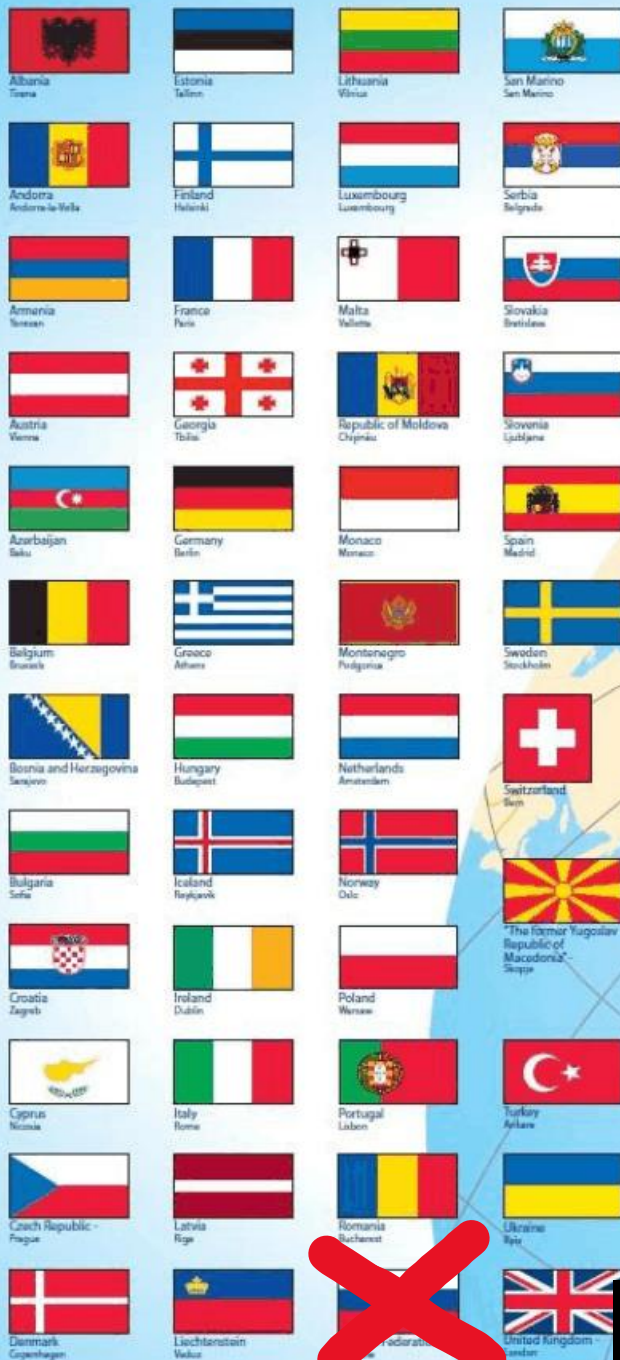 Albania
Tirana
Andorra
Andorra-la-Vella
Armenia
Yerevan
Austria
Vienna
Azerbaijan
Baku
Belgium
Brussels
Bosnia and Herzegovina
Sarajevo
Bulgaria
Sofia
Croatia
Zagreb
Cyprus
Nicosia
Czech Republic -
Prague
Denmark
Copenhagen
Estonia
Tallinn
Finland
Helsinki
France
Paris
Georgia
Tbilisi
Germany
Berlin
Greece
Athens
Hungary
Budapest
Iceland
Reykjavik
Ireland
Dublin
Italy
Rome
Latvia
Riga
Liechtenstein
Vaduz
Lithuania
Vilnius
Luxembourg
Luxembourg
Malta
Valletta
Republic of Moldova
Chişinău
Monaco
Monaco
Montenegro
Podgorica
Netherlands
Amsterdam
Norway
Oslo
Poland
Warsaw
Portugal
Lisbon
Romania
Bucharest
San Marino
San Marino
Serbia
Belgrade
Slovakia
Bratislava
Slovenia
Ljubljana
Spain
Madrid
Sweden
Stockholm
Switzerland
Bern
"The former Yugoslav
Republic of
Macedonia" -
Skopje
Turkey
Ankara
Ukraine
Kyiv
United Kingdom -
London